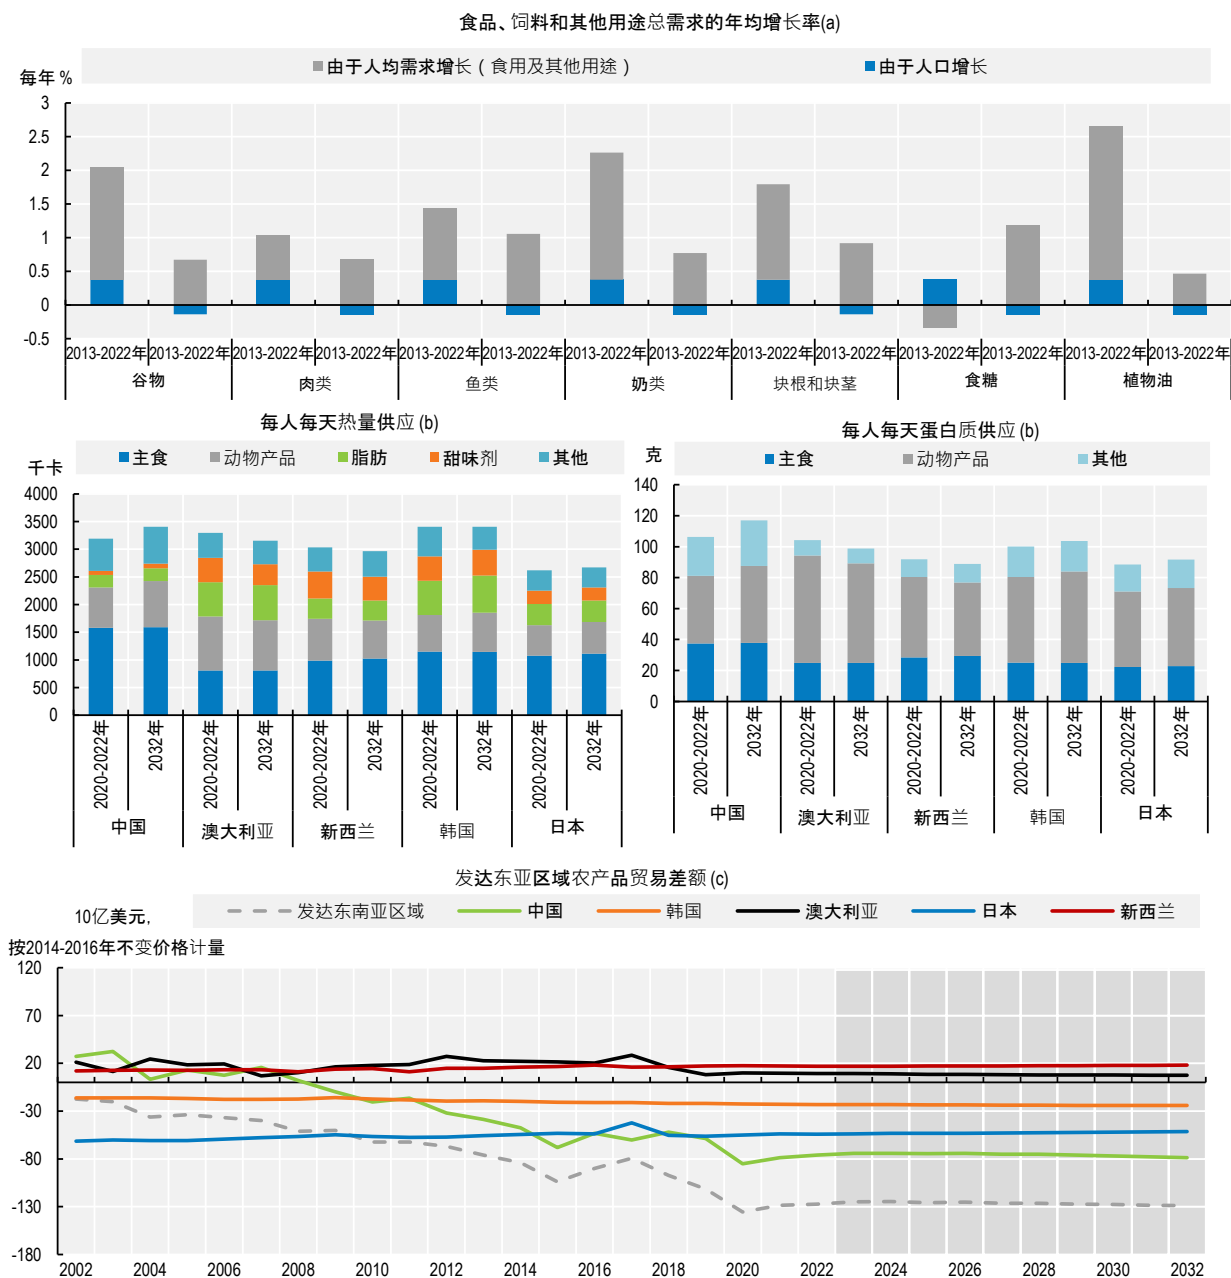 食品、饲料和其他用途总需求的年均增长率(a)
由于人均需求增长（食用及其他用途） 由于人口增长
每年 %
3
2.5
2
1.5
1
0.5
0
-0.5
2013-2022年 2013-2022年 2013-2022年 2013-2022年 2013-2022年 2013-2022年 2013-2022年 2013-2022年 2013-2022年 2013-2022年 2013-2022年 2013-2022年 2013-2022年 2013-2022年
谷物 肉类 鱼类 奶类 块根和块茎 食糖 植物油
每人每天热量供应 (b)
主食 动物产品 脂肪 甜味剂 其他
千卡
4000
3500
3000
2500
2000
1500
1000
500
0
2020-2022年 2032年 2020-2022年 2032年 2020-2022年 2032年 2020-2022年 2032年 2020-2022年 2032年
中国 澳大利亚 新西兰 韩国 日本
每人每天蛋白质供应 (b)
克
主食 动物产品 其他
140
120
100
80
60
40
20
0
2020-2022年 2032年 2020-2022年 2032年 2020-2022年 2032年 2020-2022年 2032年 2020-2022年 2032年
中国 澳大利亚 新西兰 韩国 日本
发达东亚区域农产品贸易差额 (c)
10亿美元，
按2014-2016年不变价格计量
发达东南亚区域 中国 韩国 澳大利亚 日本 新西兰
120
70
20
-30
-80
-130
-180
2002 2004 2006 2008 2010 2012 2014 2016 2018 2020 2022 2024 2026 2028 2030 2032